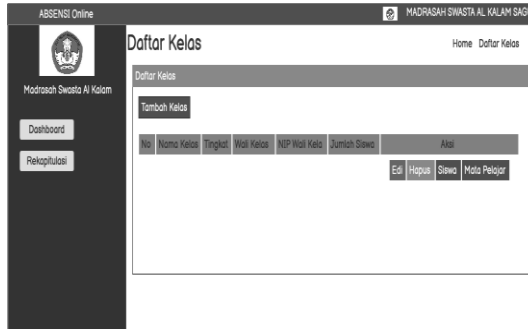 ABSENSI Online
MADRASAH SWASTA AL KALAM SAG
Daftar Kelas
Home Daftar Kelas
Madrasah Swasta Al Kalam
Daftar Kelas
Tambah Kelas
Dashboard
No Nama Kelas Tingkat Wali Kelas NIP Wali Kela Jumlah Siswa Aksi
Rekapitulasi
Edi Hapus Siswa Mata Pelajar